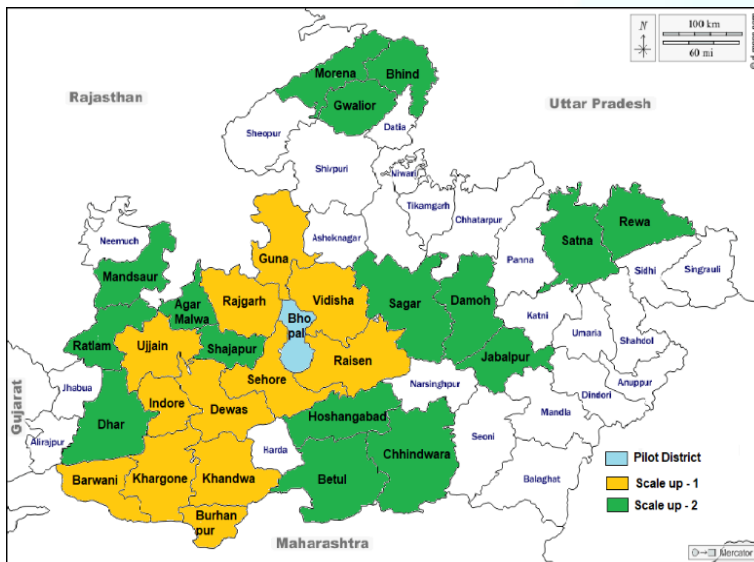 100 km
N
60 mi
Morena
Bhind
Rajasthan
Gwalior
Uttar Pradesh
Datia
Sheopur
Shirpuri
Niwari
Tikamgarh
Chhatarpur
Rewa
Neemuch
Asheknagar
Satna
Guna
Panna
Sidhi
Singrauli
Mandsaur
Rajgarh
Vidisha
Sagar
Damoh
Agar
Malwa
Bho
pal
Katni
Umaria
Shahdol
Ratlam
Ujjain
Shajapur
Raisen
Jabalpur
Gujarat
Jhabua
Sehore
Narsinghpur
Anuppur
Dindori
Indore
Dewas
Hoshangabad
Mandla
Dhar
Alirajpur
Harda
Seoni
Chhindwara
Barwani
Khargone
Khandwa
Betul
Balaghat
Pilot District
Scale up - 1
Scale up - 2
Burhan
pur
Maharashtra
Mercator